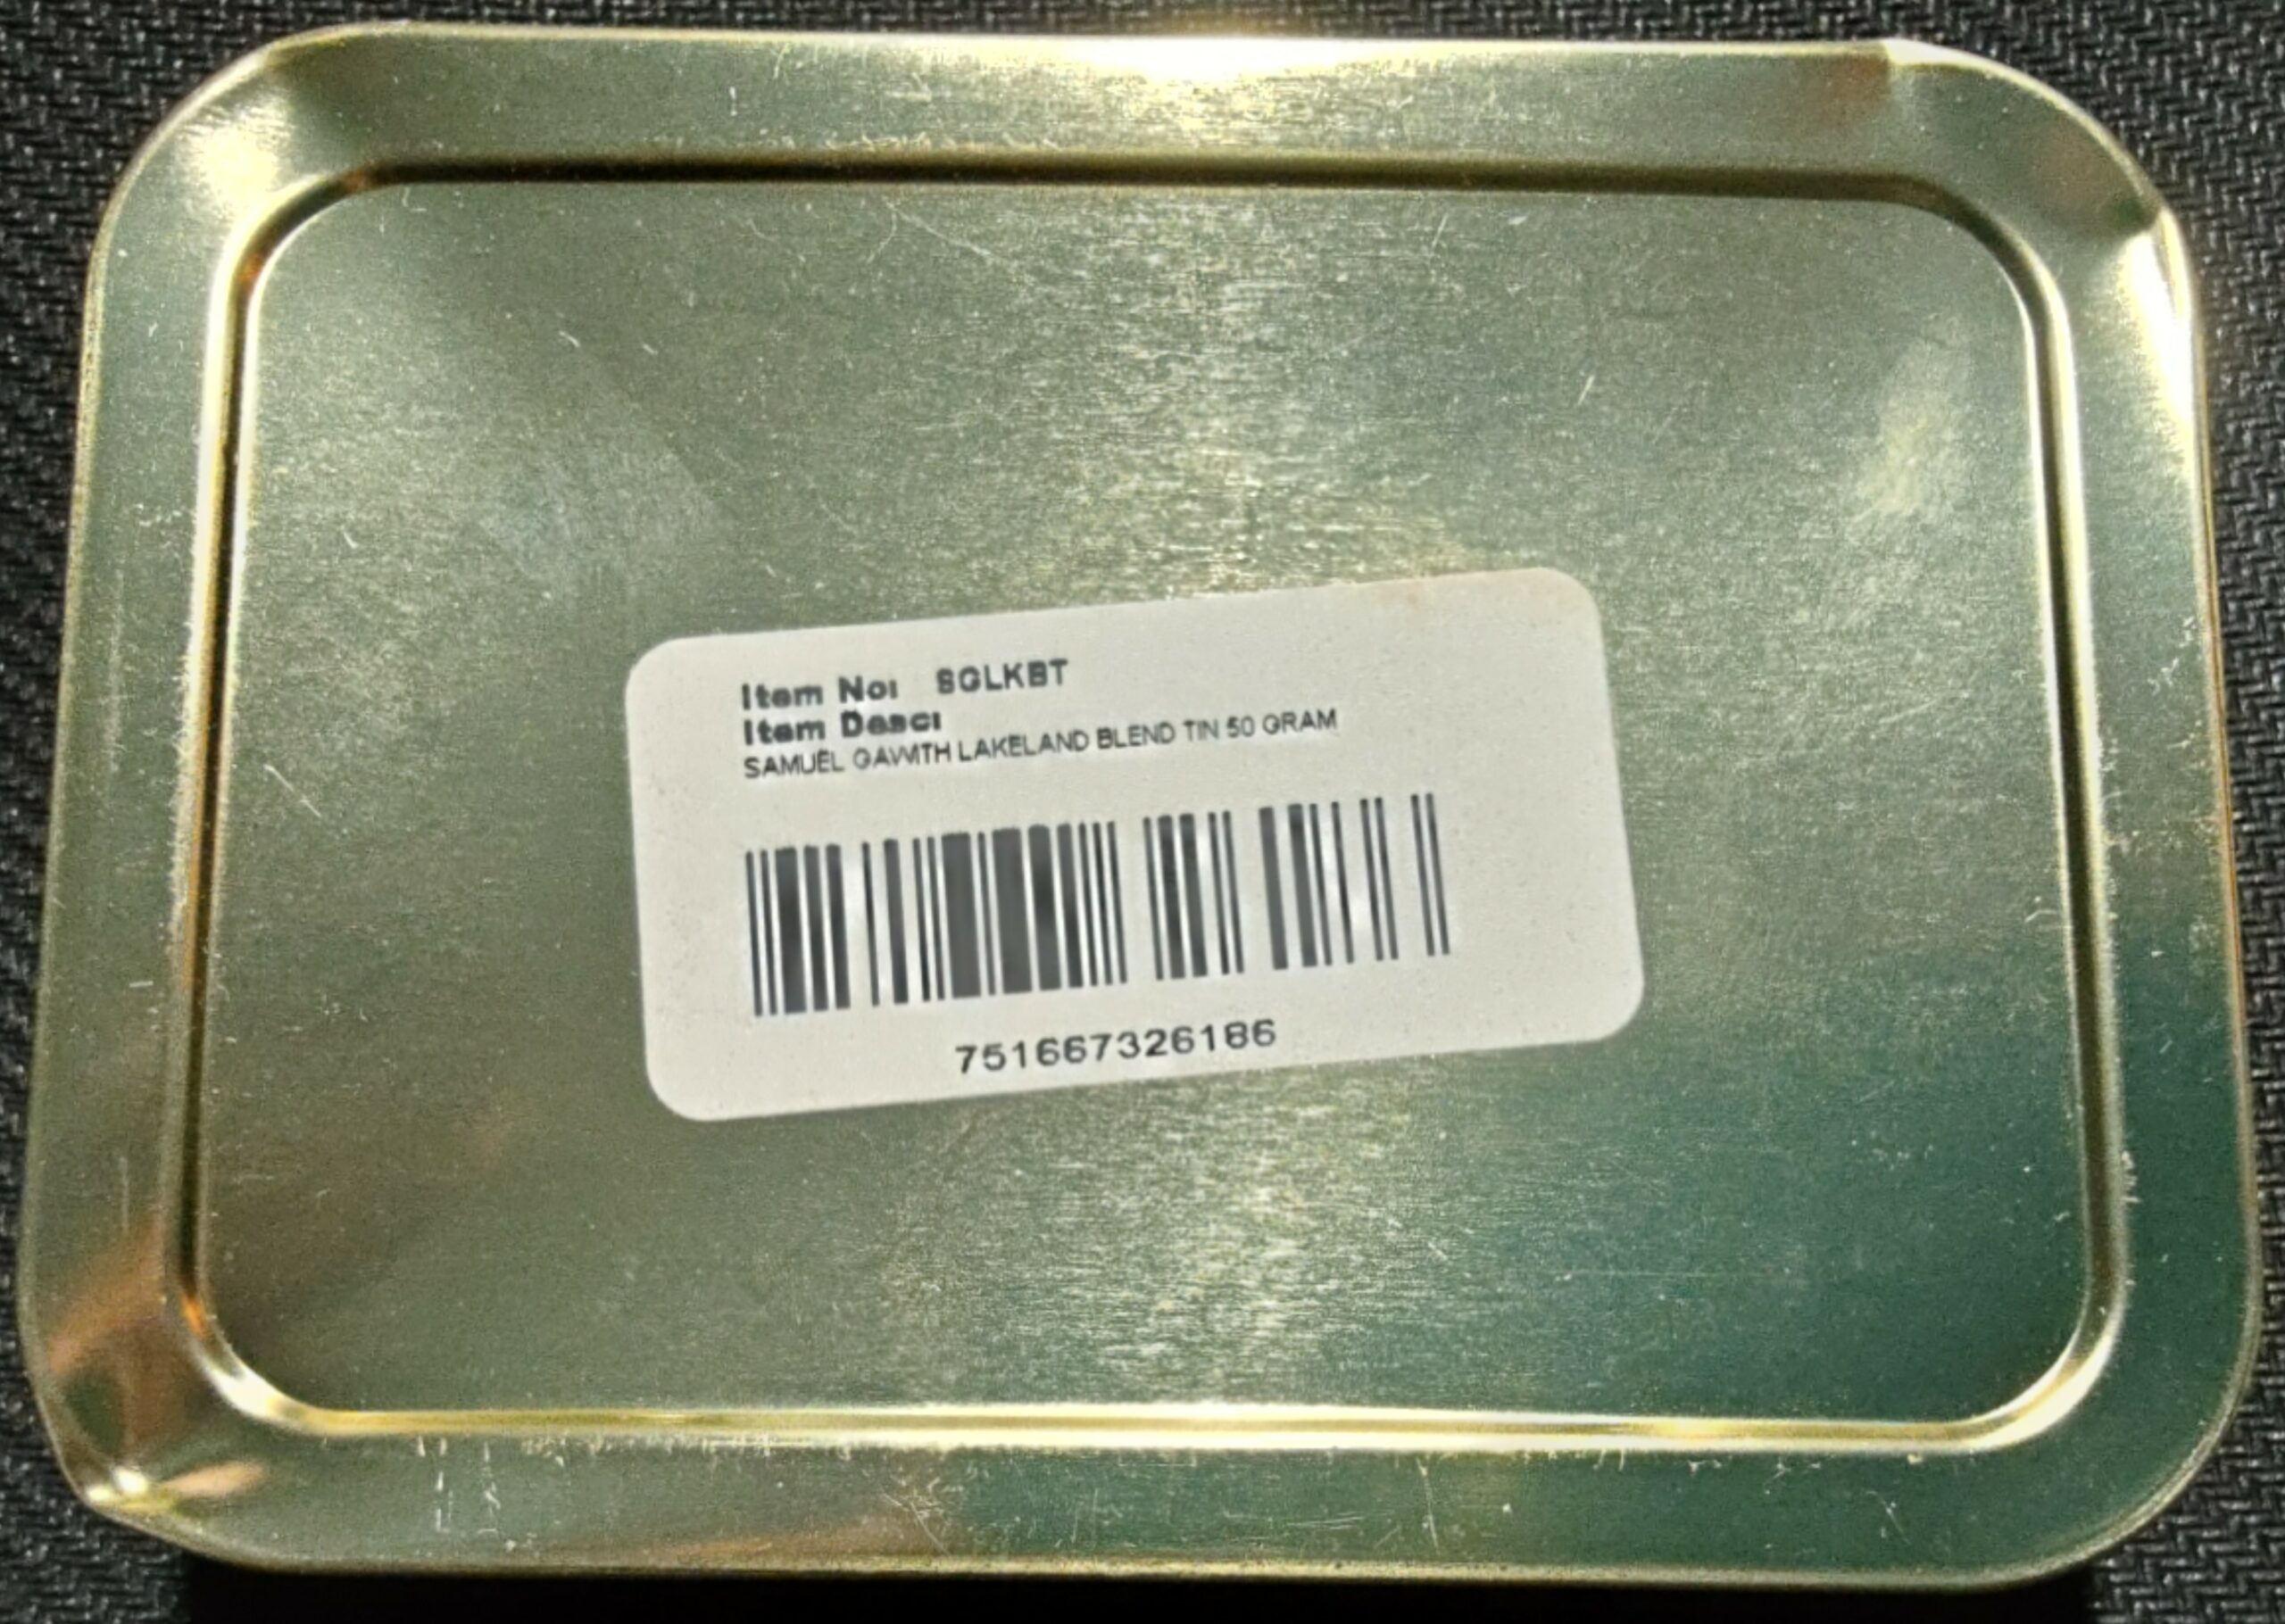 Item No: SGLKBT
Item Desc:
SAMUEL GAWITH LAKELAND BLEND TIN 50 GRAM
751667326186